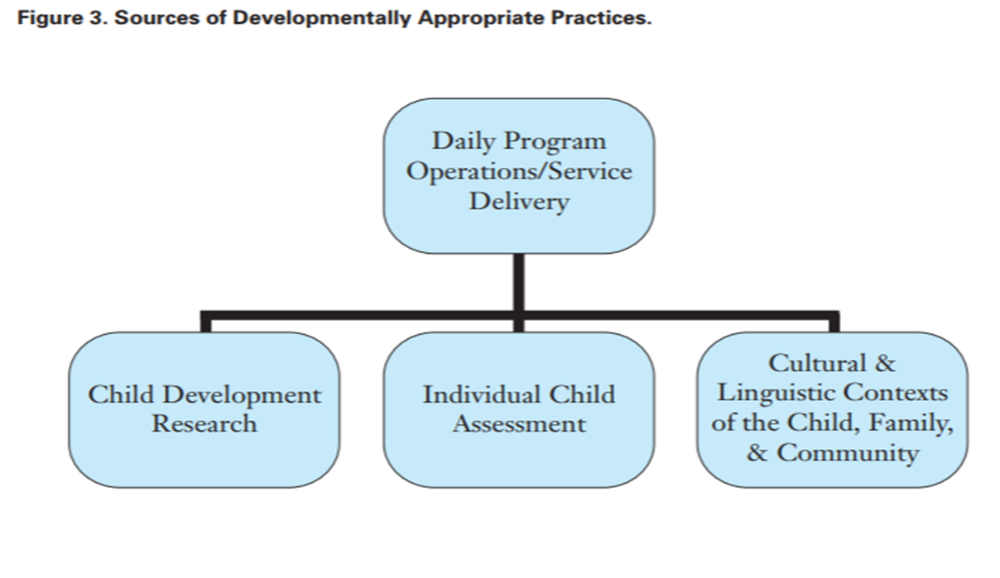 Figure 3. Sources of Developmentally Appropriate Practices.
Daily Program
Operations/Service
Delivery
Child Development
Research
Individual Child
Assessment
Cultural &
Linguistic Contexts
of the Child, Family,
& Community